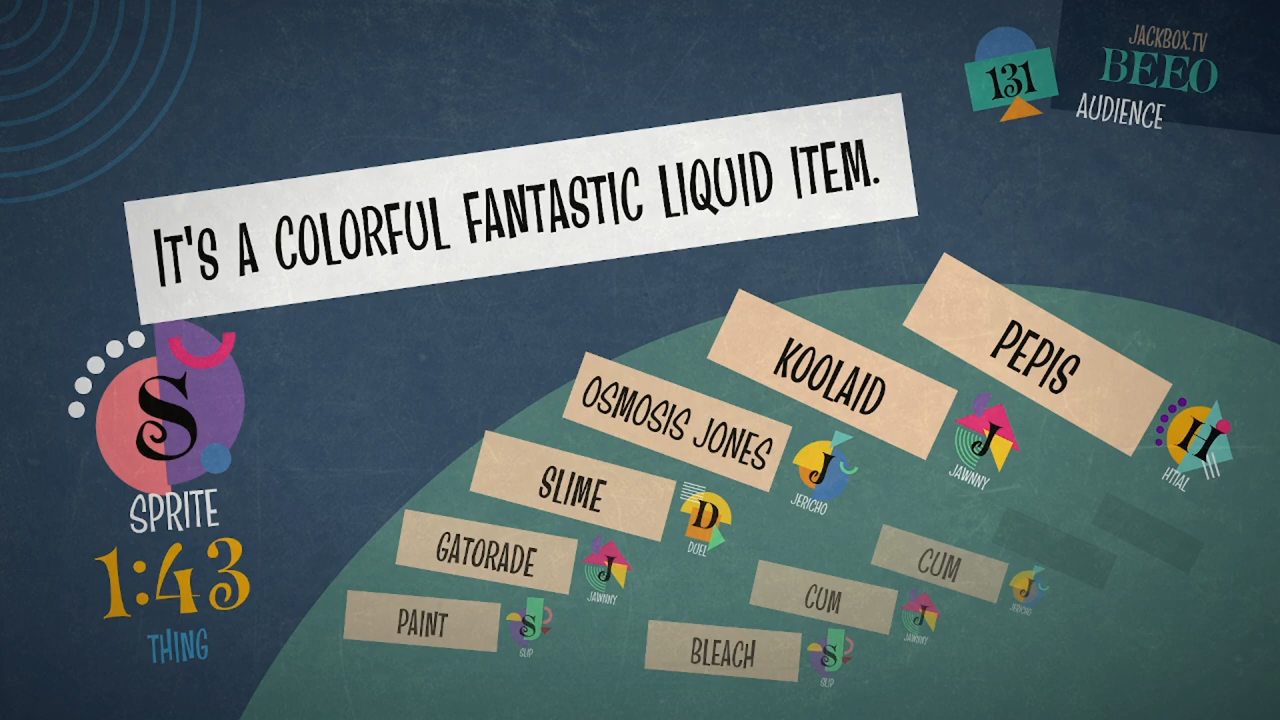 JACKBOX.TV
BEEO
131
AUDIENCE
IT'S A COLORFUL FANTASTIC LIQUID ITEM.
S
SPRITE
1:43
THING
PEPIS
H
HTIAL
KOOLAID
J
JAWNNY
OSMOSIS JONES
J
JERICHO
SLIME
D
DUEL
GATORADE
J
JAWNNY
PAINT
S
SLIP
CUM
J
JERICHO
CUM
J
JAWNNY
BLEACH
S
SLIP